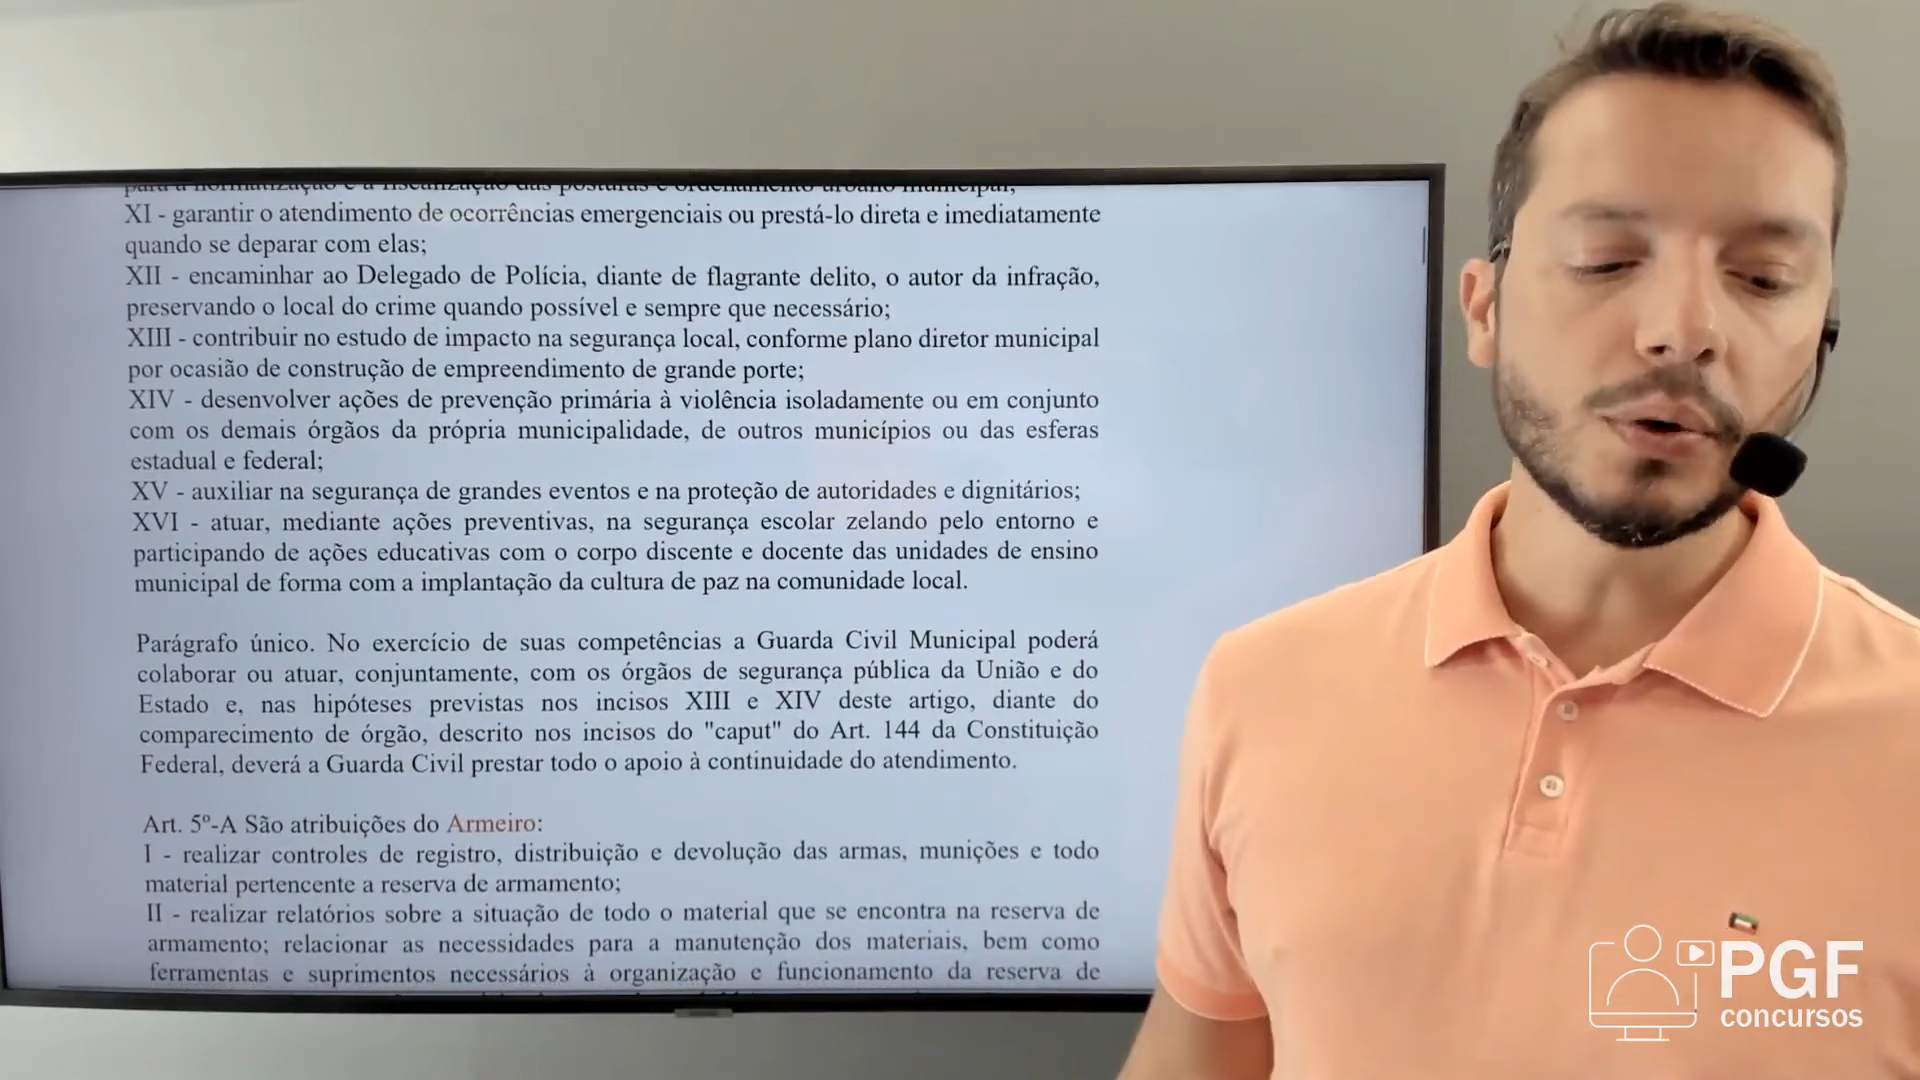 para a normatização e a fiscalização das posturas e ordenamento urbano municipal;
XI - garantir o atendimento de ocorrências emergenciais ou prestá-lo direta e imediatamente
quando se deparar com elas;
XII - encaminhar ao Delegado de Polícia, diante de flagrante delito, o autor da infração,
preservando o local do crime quando possível e sempre que necessário;
XIII - contribuir no estudo de impacto na segurança local, conforme plano diretor municipal
por ocasião de construção de empreendimento de grande porte;
XIV - desenvolver ações de prevenção primária à violência isoladamente ou em conjunto
com os demais órgãos da própria municipalidade, de outros municípios ou das esferas
estadual e federal;
XV - auxiliar na segurança de grandes eventos e na proteção de autoridades e dignitários;
XVI - atuar, mediante ações preventivas, na segurança escolar zelando pelo entorno e
participando de ações educativas com o corpo discente e docente das unidades de ensino
municipal de forma com a implantação da cultura de paz na comunidade local.
Parágrafo único. No exercício de suas competências a Guarda Civil Municipal poderá
colaborar ou atuar, conjuntamente, com os órgãos de segurança pública da União e do
Estado e, nas hipóteses previstas nos incisos XIII e XIV deste artigo, diante do
comparecimento de órgão, descrito nos incisos do "caput" do Art. 144 da Constituição
Federal, deverá a Guarda Civil prestar todo o apoio à continuidade do atendimento.
Art. 5º-A São atribuições do Armeiro:
I - realizar controles de registro, distribuição e devolução das armas, munições e todo
material pertencente a reserva de armamento;
II - realizar relatórios sobre a situação de todo o material que se encontra na reserva de
armamento; relacionar as necessidades para a manutenção dos materiais, bem como
ferramentas e suprimentos necessários à organização e funcionamento da reserva de
PGF
concursos